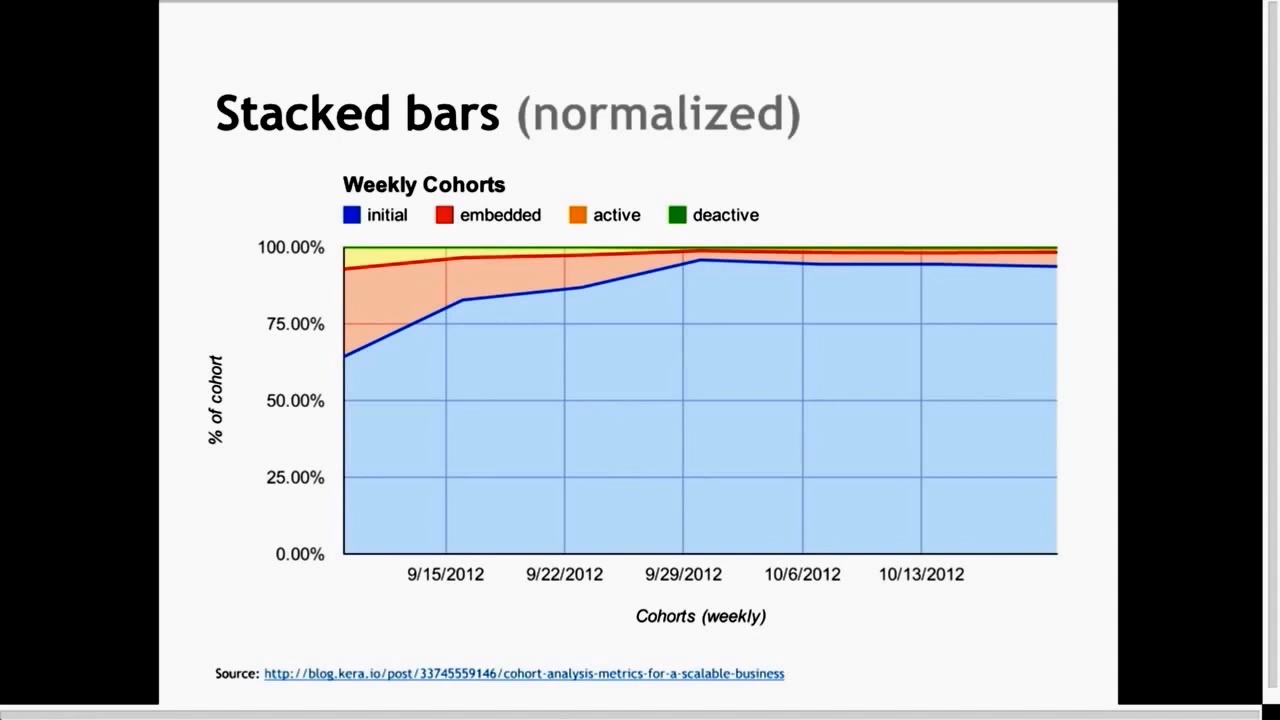 Stacked bars (normalized)
Weekly Cohorts
initial embedded active deactive
100.00%
75.00%
50.00%
25.00%
0.00%
% of cohort
9/15/2012 9/22/2012 9/29/2012 10/6/2012 10/13/2012
Cohorts (weekly)
Source: http://blog.kera.io/post/33745559146/cohort-analysis-metrics-for-a-scalable-business